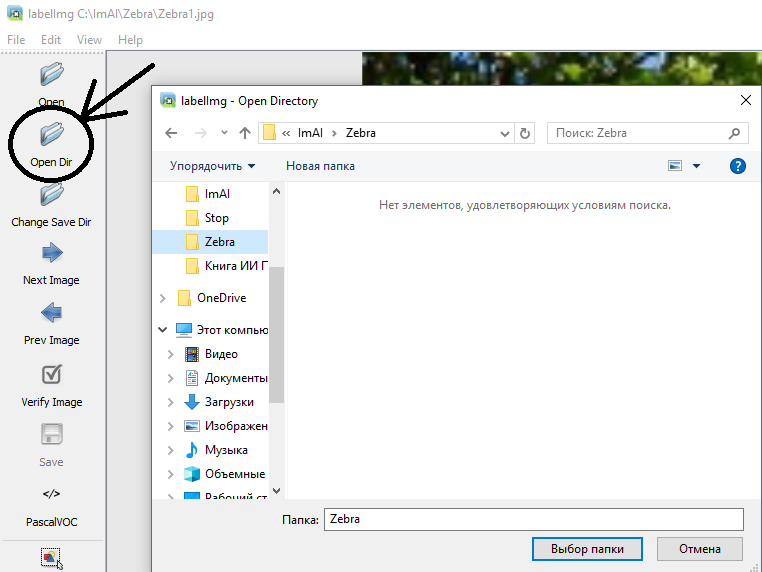 labelImg C:\ImAI\Zebra\Zebra1.jpg
File Edit View Help
Open
Open Dir
Change Save Dir
Next Image
Prev Image
Verify Image
Save
</>
PascalVOC
labelImg - Open Directory
« ImAI › Zebra
Поиск: Zebra
Упорядочить
Новая папка
?
ImAI
Stop
Zebra
Книга ИИ Г
OneDrive
Этот компью
Видео
Документы
Загрузки
Изображен
Музыка
Объемные
Рабочий ст
Нет элементов, удовлетворяющих условиям поиска.
Папка: Zebra
Выбор папки
Отмена